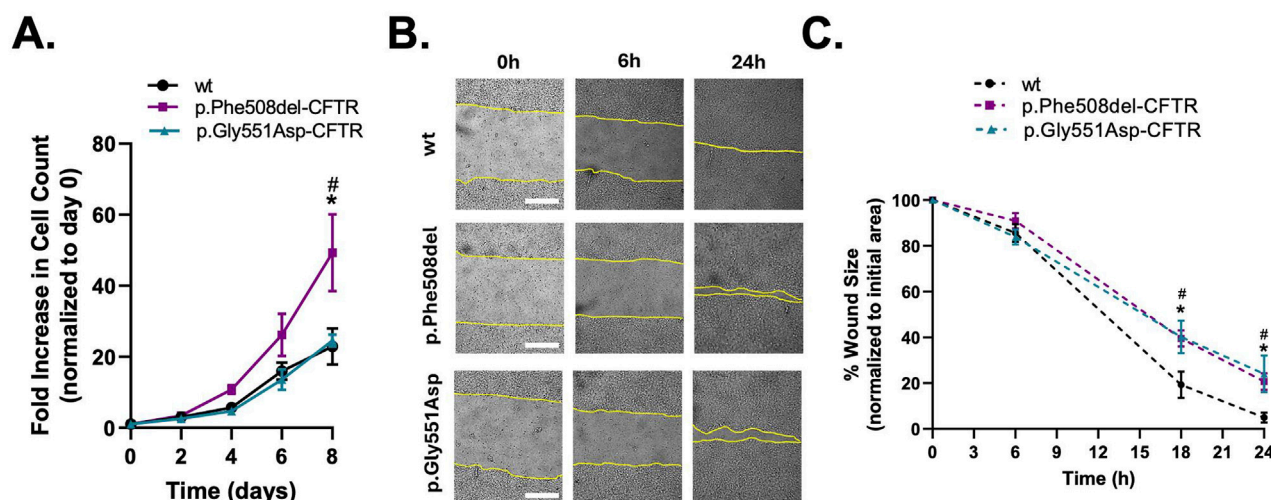 A.
wt
p.Phe508del-CFTR
p.Gly551Asp-CFTR
Fold Increase in Cell Count
(normalized to day 0)
80
60
40
20
0
#
*
0 2 4 6 8
Time (days)
B.
0h 6h 24h
wt
p.Phe508del
p.Gly551Asp
C.
wt
p.Phe508del-CFTR
p.Gly551Asp-CFTR
% Wound Size
(normalized to initial area)
100
80
60
40
20
0
#
*
#
*
0 3 6 9 12 15 18 21 24
Time (h)